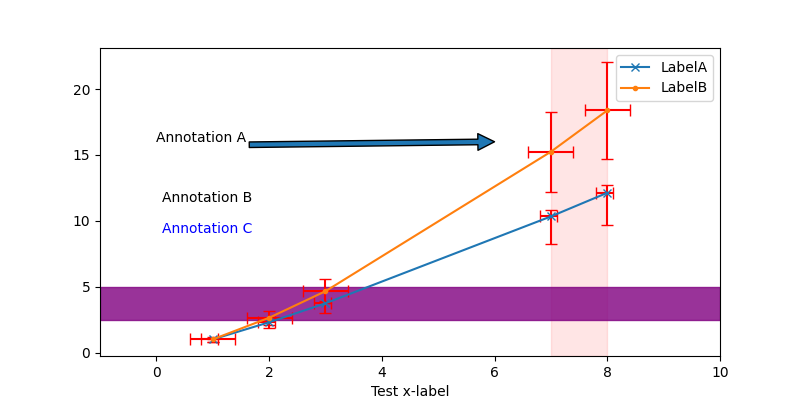 LabelA
LabelB
20
15
10
5
0
Annotation A
Annotation B
Annotation C
0 2 4 6 8 10
Test x-label